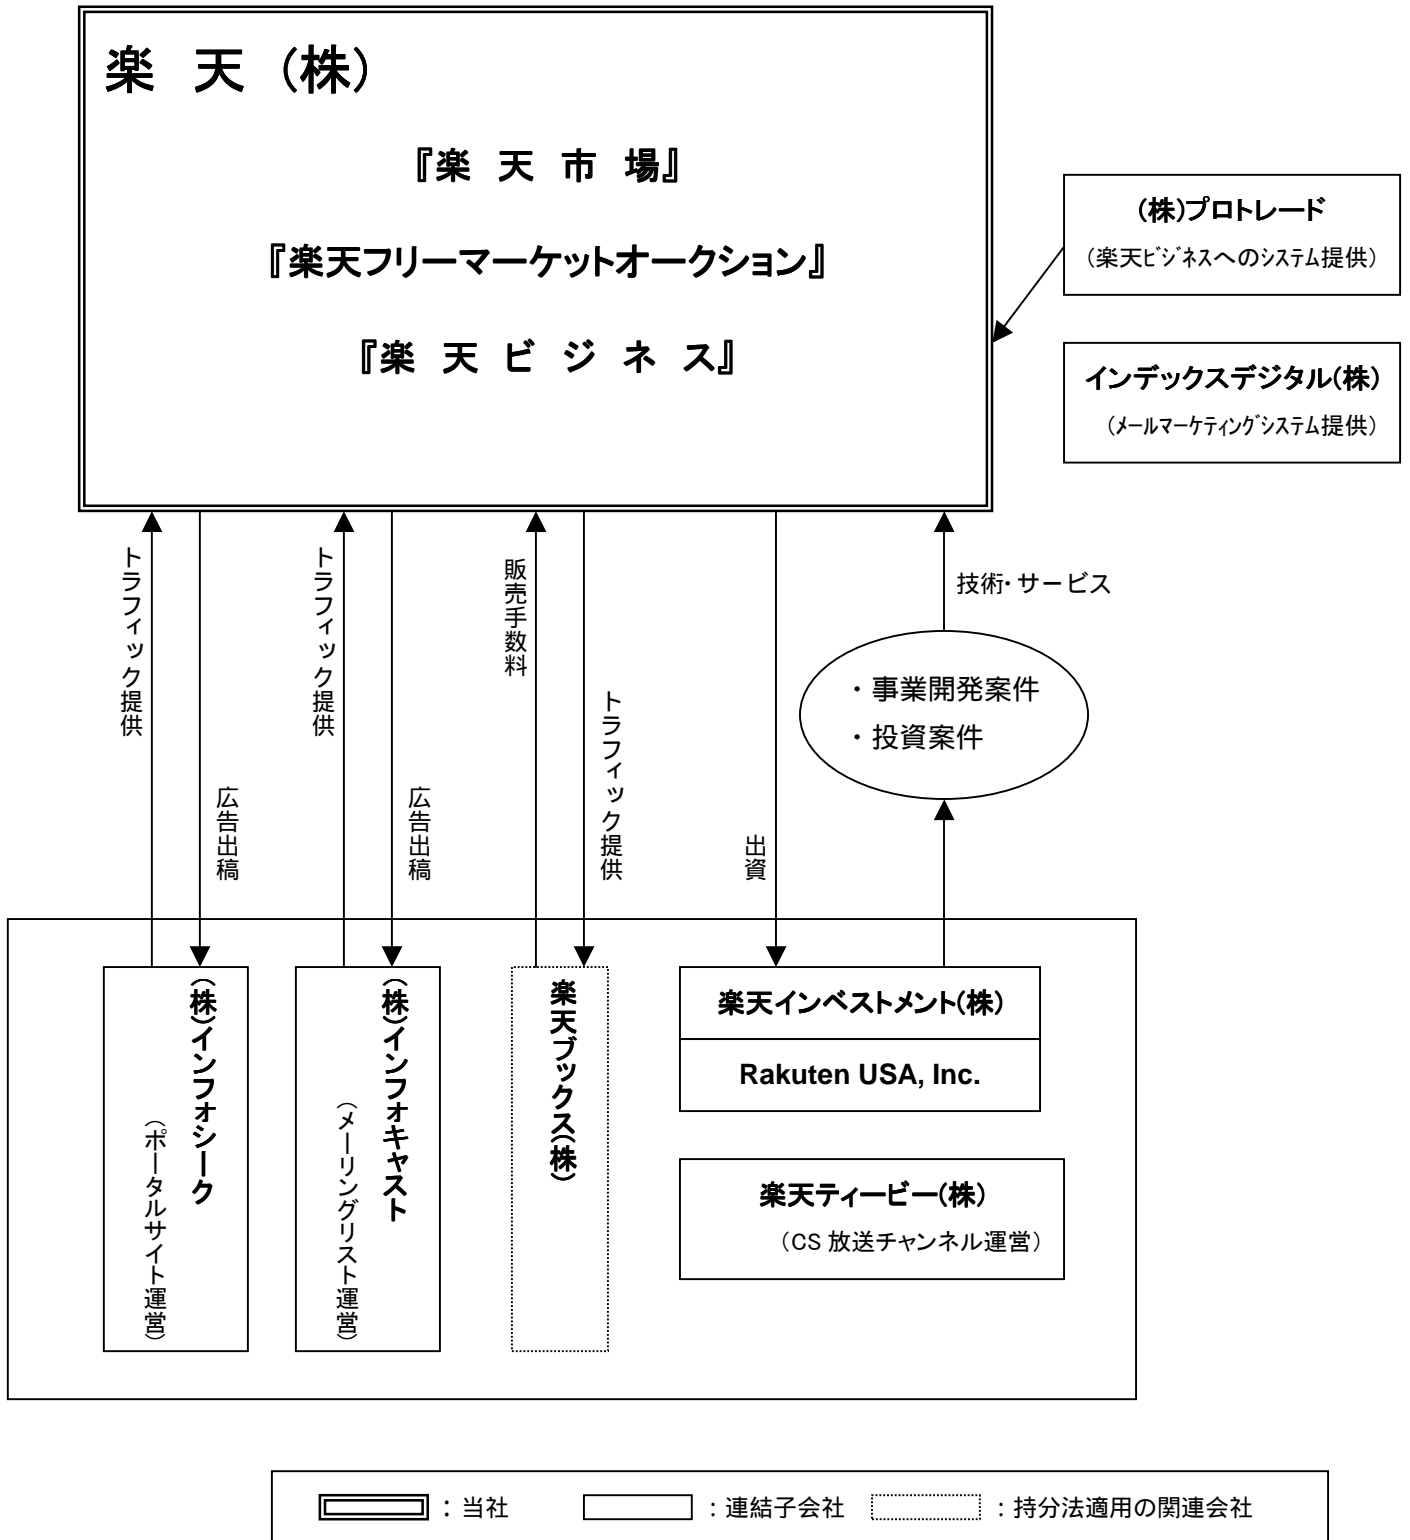 楽 天 (株)
『楽 天 市 場』
『楽天フリーマーケットオークション』
『楽 天 ビ ジ ネ ス』
(株)プロトレード
(楽天ﾋﾞｼﾞﾈｽへのｼｽﾃﾑ提供)
インデックスデジタル(株)
(ﾒｰﾙﾏｰｹﾃｨﾝｸﾞｼｽﾃﾑ提供)
トラフィック提供
広告出稿
トラフィック提供
広告出稿
販売手数料
トラフィック提供
出資
技術・サービス
・事業開発案件
・投資案件
(株)インフォシーク
(ポータルサイト運営)
(株)インフォキャスト
(メーリングリスト運営)
楽天ブックス(株)
楽天インベストメント(株)
Rakuten USA, Inc.
楽天ティービー(株)
(CS 放送チャンネル運営)
：当社
：連結子会社
：持分法適用の関連会社